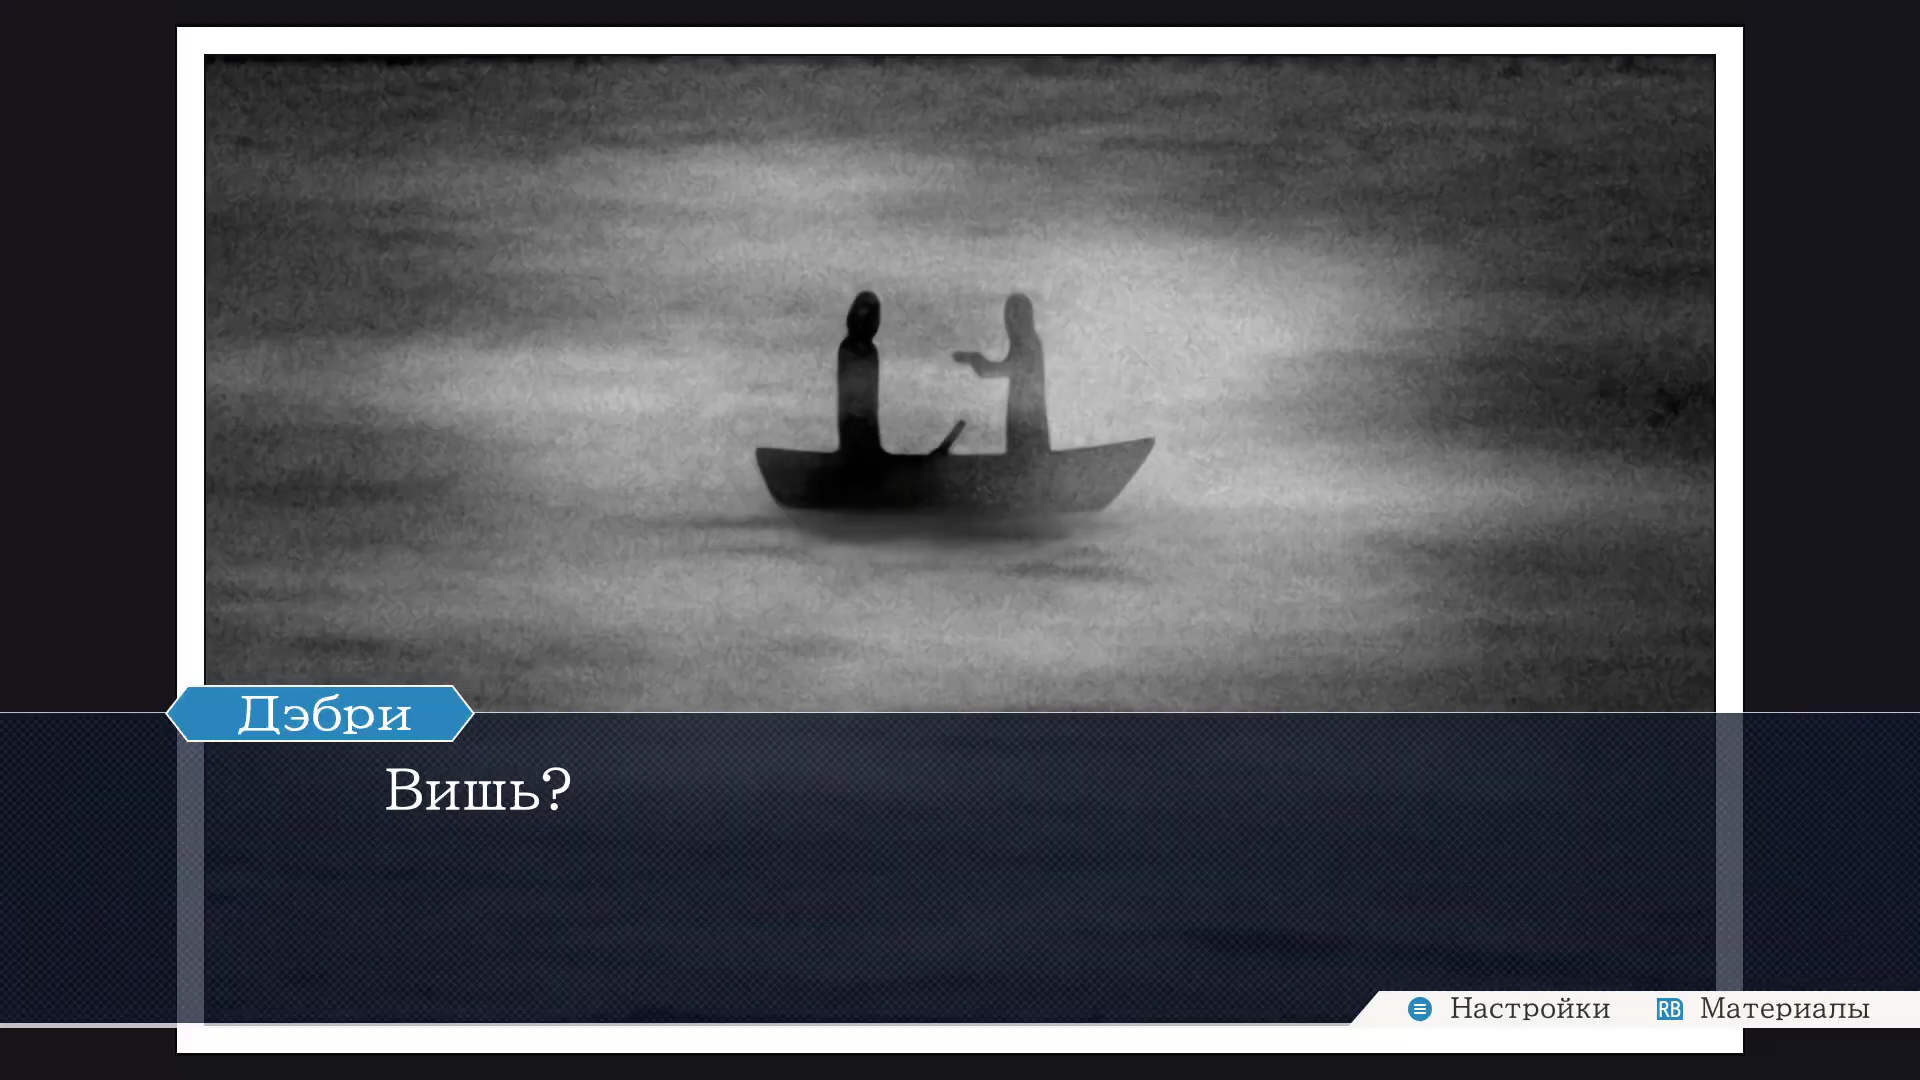 Дэбри
Вишь?
Настройки
RB Материалы